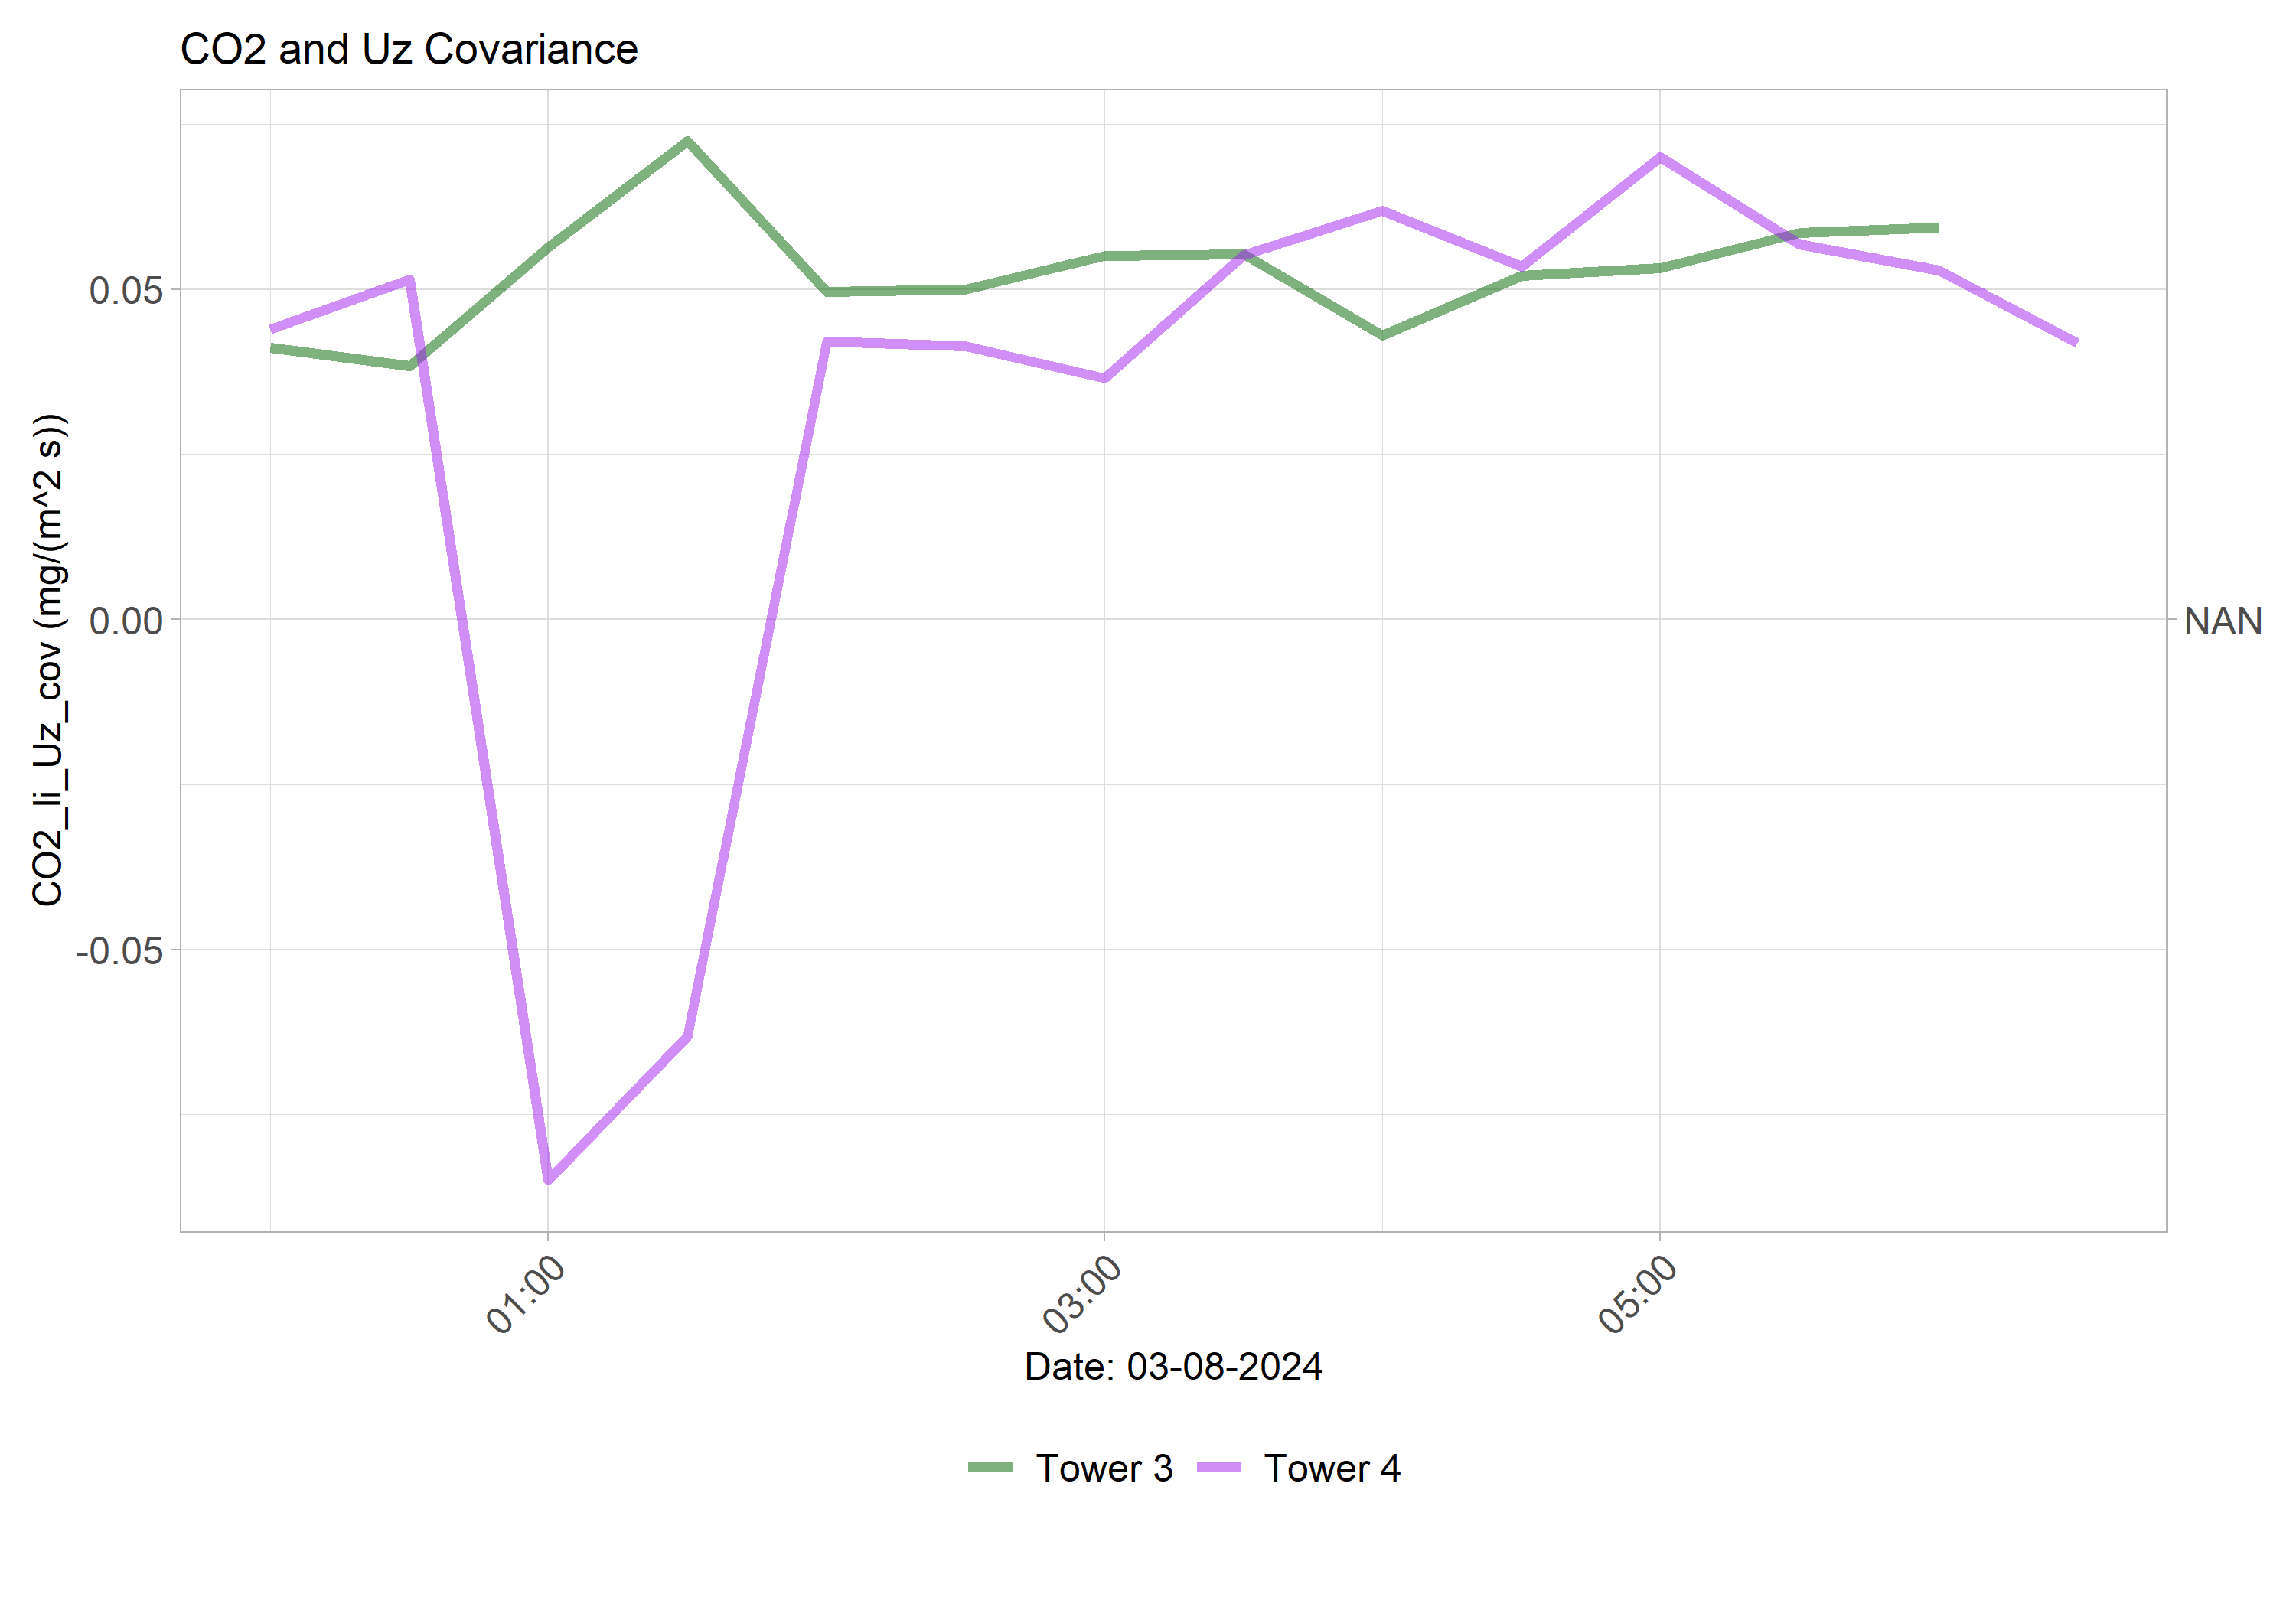 CO2 and Uz Covariance
CO2_li_Uz_cov (mg/(m^2 s))
0.05
0.00
-0.05
NAN
01:00
03:00
05:00
Date: 03-08-2024
Tower 3
Tower 4